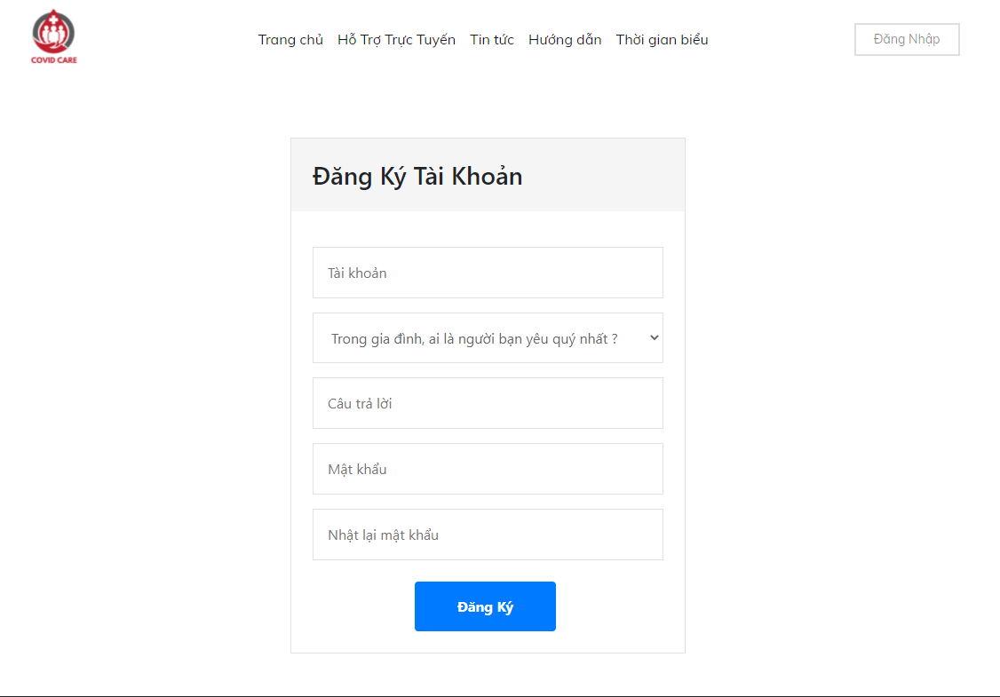 COVID CARE
Trang chủ Hỗ Trợ Trực Tuyến Tin tức Hướng dẫn Thời gian biểu Đăng Nhập
Đăng Ký Tài Khoản
Tài khoản
Trong gia đình, ai là người bạn yêu quý nhất ?
Câu trả lời
Mật khẩu
Nhật lại mật khẩu
Đăng Ký